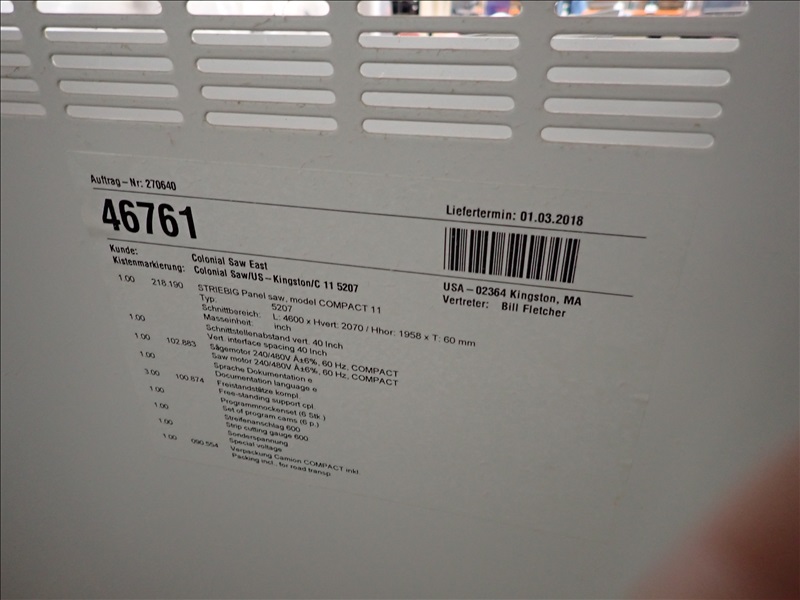 Auftrag-Nr: 270640
46761
Liefertermin: 01.03.2018
Kunde: Colonial Saw East
Kistenmarkierung: Colonial Saw/US-Kingston/C 11 5207
USA-02364 Kingston, MA
Vertreter: Bill Fletcher
1.00 218.190 STRIEBIG Panel saw, model COMPACT 11
Typ: 5207
Schnittbereich: L: 4600 x Hvert: 2070 / Hhor: 1958 x T: 60 mm
Masseinheit: inch
1.00 Schnittstellenabstand vert. 40 Inch
Vert. interface spacing 40 Inch
1.00 102.883 Sägemotor 240/480V Â±6%, 60 Hz, COMPACT
Saw motor 240/480V Â±6%, 60 Hz, COMPACT
1.00 Sprache Dokumentation e
Documentation language e
3.00 100.874 Freistandstütze kompl.
Free-standing support cpl.
1.00 Programmnockenset (6 Stk.)
Set of program cams (6 p.)
1.00 Streifenanschlag 600
Strip cutting gauge 600
1.00 Sonderspannung
Special voltage
1.00 090.554 Verpackung Camion COMPACT inkl.
Packing incl. for road transp